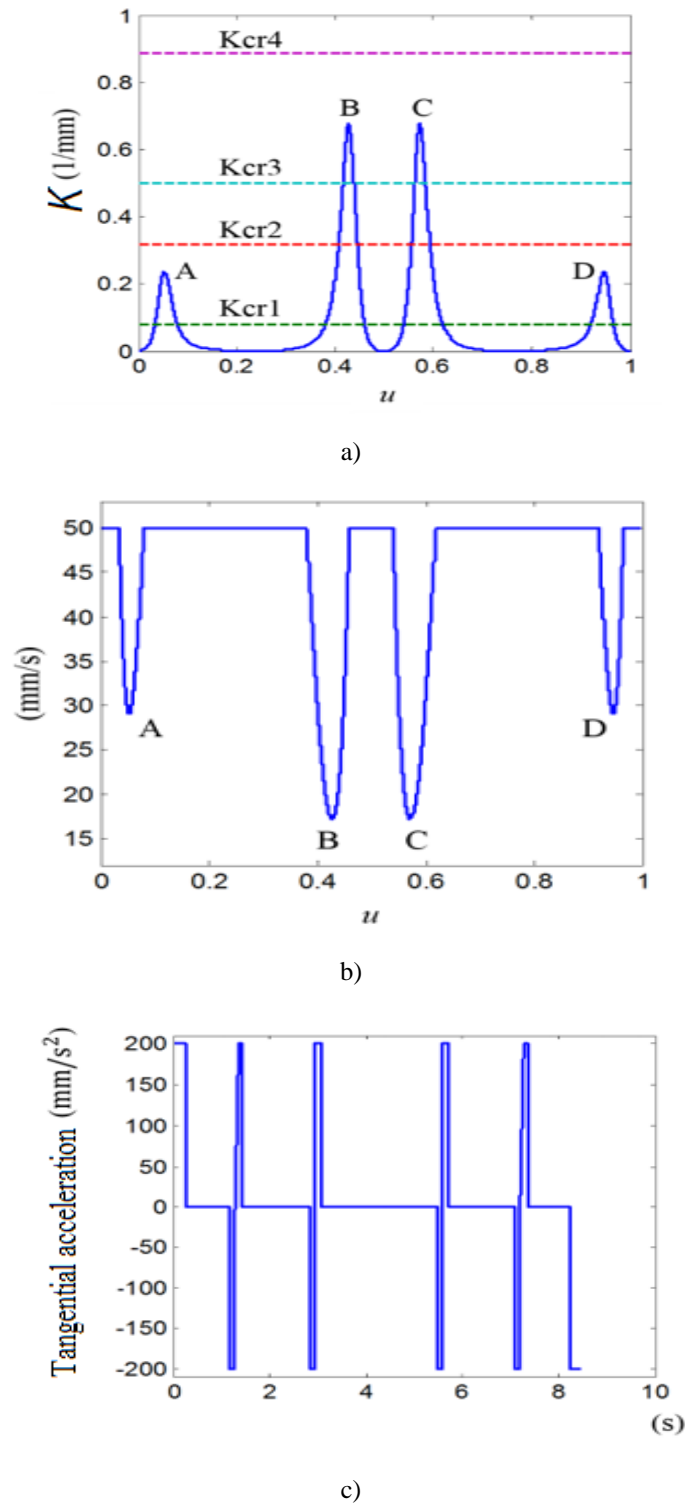 1
Kcr4
0.8
B C
0.6
Kcr3
K (1/mm)
0.4
Kcr2
A D
0.2
Kcr1
0
0 0.2 0.4 0.6 0.8 1
u
a)
50
45
40
35
(mm/s)
30
A D
25
20
B C
15
0 0.2 0.4 0.6 0.8 1
u
b)
Tangential acceleration (mm/s²)
200
150
100
50
0
-50
-100
-150
-200
0 2 4 6 8 10
(s)
c)